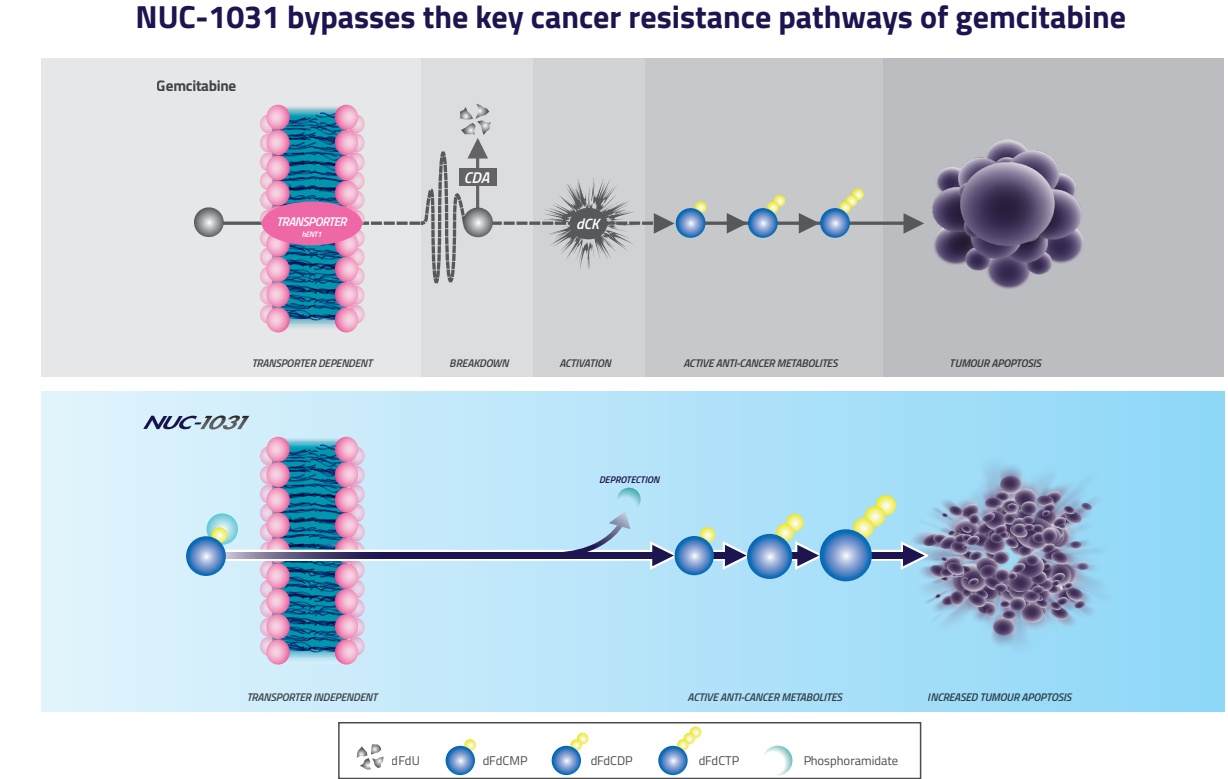 NUC-1031 bypasses the key cancer resistance pathways of gemcitabine
Gemcitabine
CDA
TRANSPORTER
hENT1
dCK
TRANSPORTER DEPENDENT
BREAKDOWN
ACTIVATION
ACTIVE ANTI-CANCER METABOLITES
TUMOUR APOPTOSIS
NUC-1031
DEPROTECTION
TRANSPORTER INDEPENDENT
ACTIVE ANTI-CANCER METABOLITES
INCREASED TUMOUR APOPTOSIS
dFdU
dFdCMP
dFdCDP
dFdCTP
Phosphoramidate